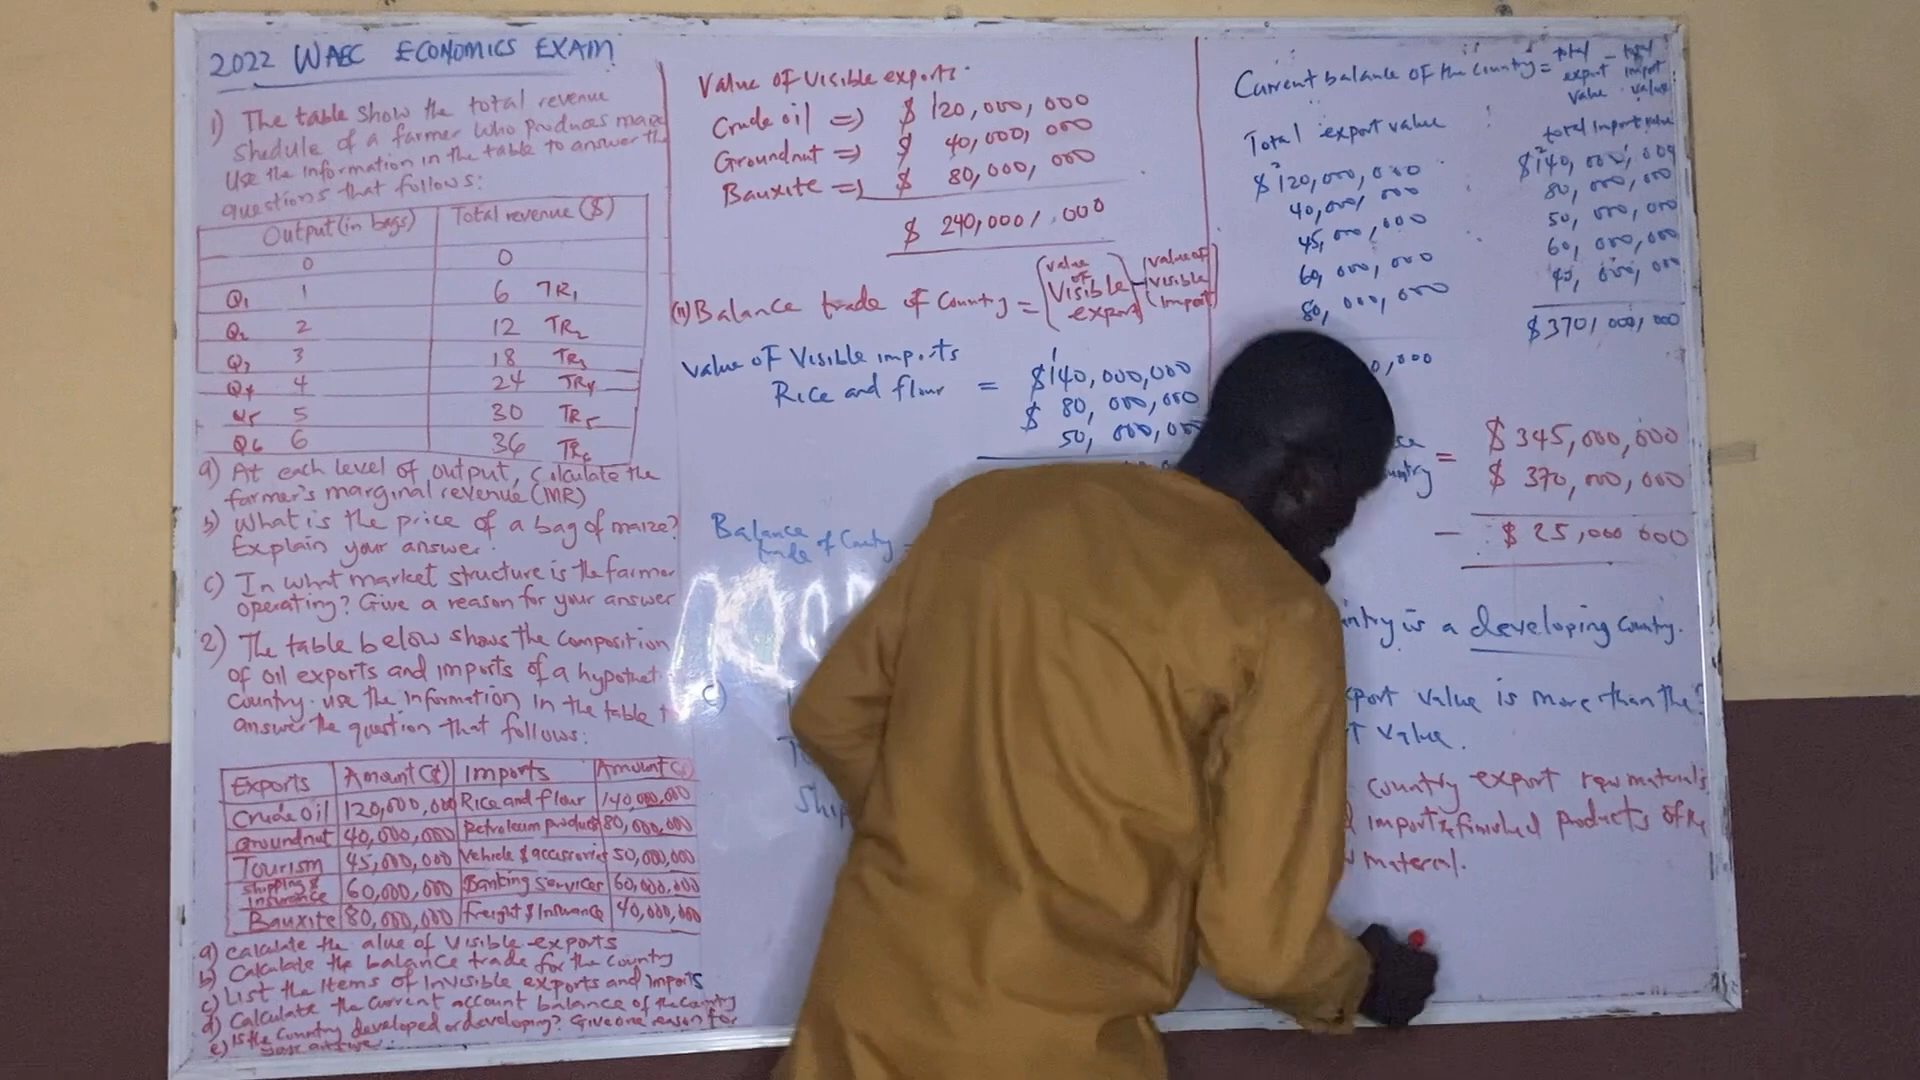 2022 WAEC ECONOMICS EXAM
1) The table show the total revenue
Shedule of a farmer who produces maize
Use the information in the table to answer the
questions that follows:
Output (in bags) Total revenue ($)
0 0
Q1 1 6 TR1
Q2 2 12 TR2
Q3 3 18 TR3
Q4 4 24 TR4
Q5 5 30 TR5
Q6 6 36 TR6
a) At each level of output, calculate the
farmer's marginal revenue (MR)
b) What is the price of a bag of maize?
Explain your answer.
c) In what market structure is the farmer
operating? Give a reason for your answer
2) The table below shows the composition
of oil exports and imports of a hypothet
Country. use the information in the table t
answer the question that follows:
Exports Amount ($) Imports Amount ($)
Crude oil 120,000,000 Rice and flour 140,000,000
Groundnut 40,000,000 Petroleum product 80,000,000
Tourism 45,000,000 Vehicle & accessories 50,000,000
Shipping & insurance 60,000,000 Banking services 60,000,000
Bauxite 80,000,000 Freight & Insurance 40,000,000
a) calculate the alue of visible exports
b) Calculate the balance trade for the country
c) List the items of invisible exports and imports
d) Calculate the current account balance of the country
e) Is the country developed or developing? Give one reason for
your answer.
Value of visible exports.
Crude oil => $ 120,000,000
Groundnut => $ 40,000,000
Bauxite => $ 80,000,000
$ 240,000,000
(ii) Balance trade of country = (value of visible export) - (value of visible import)
Value of visible imports
Rice and flour = $140,000,000
$ 80,000,000
50,000,00
Balance
trade of country =
c)
Ship
Current balance of the country = total export value - total import value
Total export value total import value
$ 120,000,000 $140,000,000
40,000,000 80,000,000
45,000,000 50,000,000
60,000,000 60,000,000
80,000,000 40,000,000
$370,000,000
0,000
= $ 345,000,000
$ 370,000,000
- $ 25,000 000
ntry is a developing country.
xport value is more than the
t value.
country export raw materials
import finished products of
material.